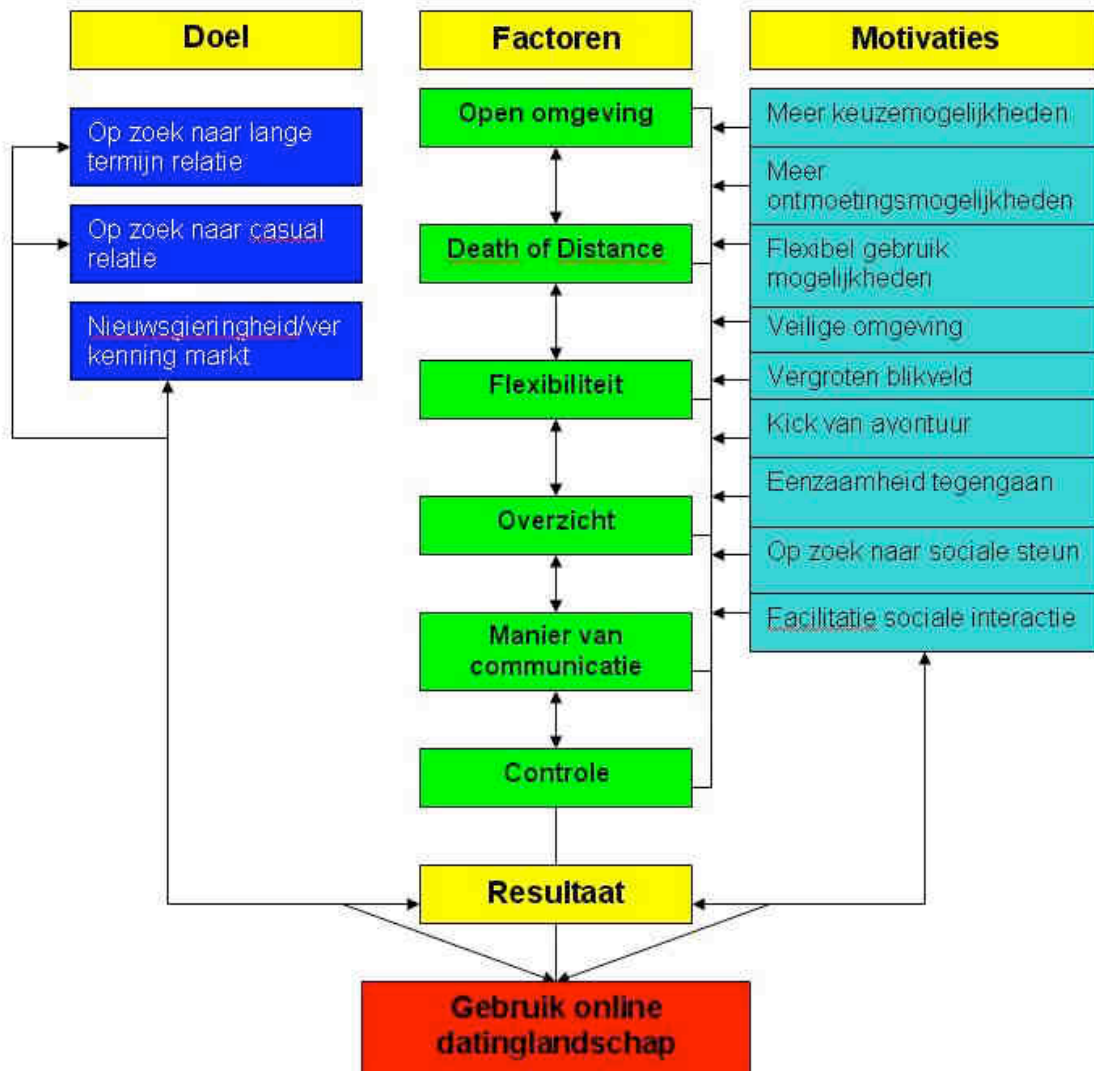 Doel
Op zoek naar lange
termijn relatie
Op zoek naar casual
relatie
Nieuwsgieringheid/ver
kenning markt
Factoren
Open omgeving
Death of Distance
Flexibiliteit
Overzicht
Manier van
communicatie
Controle
Motivaties
Meer keuzemogelijkheden
Meer
ontmoetingsmogelijkheden
Flexibel gebruik
mogelijkheden
Veilige omgeving
Vergroten blikveld
Kick van avontuur
Eenzaamheid tegengaan
Op zoek naar sociale steun
Facilitatie sociale interactie
Resultaat
Gebruik online
datinglandschap